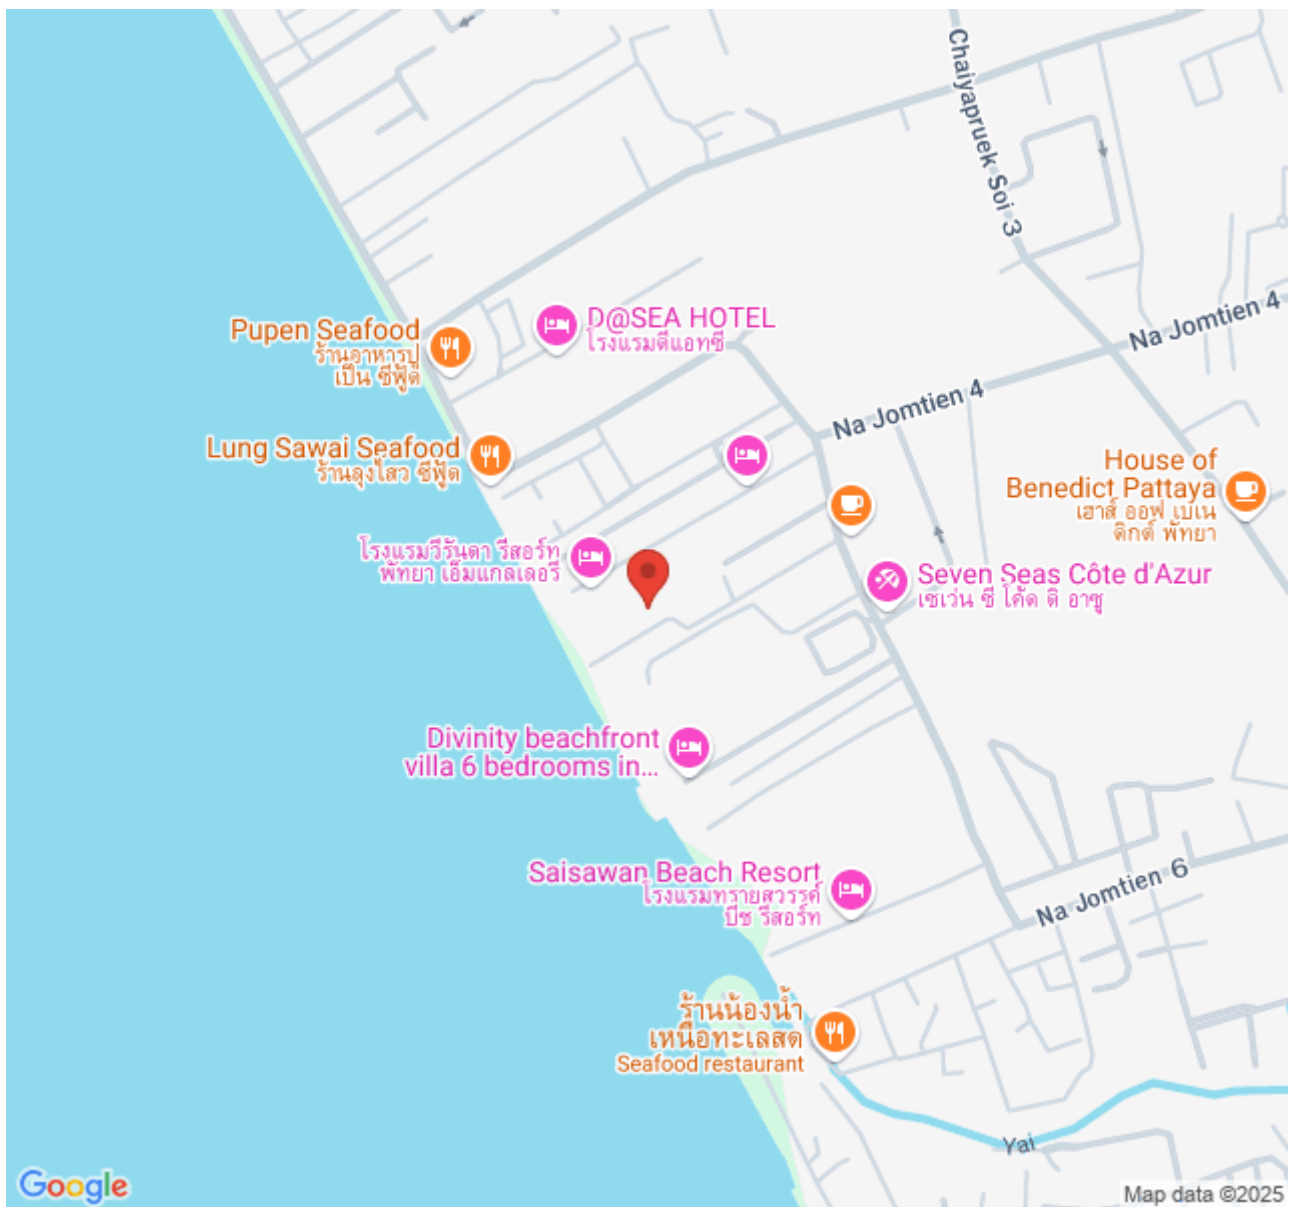 Chaiyapruek Soi 3
D@SEA HOTEL
โรงแรมดีแอทซี
Na Jomtien 4
Pupen Seafood
ร้านอาหารปู
เป็น ซีฟู้ด
Na Jomtien 4
Lung Sawai Seafood
ร้านลุงไสว ซีฟู้ด
House of
Benedict Pattaya
เฮาส์ ออฟ เบเน
ดิกต์ พัทยา
โรงแรมวีรันดา รีสอร์ท
พัทยา เอ็มแกลเลอรี
Seven Seas Côte d'Azur
เซเว่น ซี โค้ด ดิ อาซู
Divinity beachfront
villa 6 bedrooms in...
Saisawan Beach Resort
โรงแรมทรายสวรรค์
บีช รีสอร์ท
Na Jomtien 6
ร้านน้องน้ำ
เหนือทะเลสด
Seafood restaurant
Yai
Google
Map data ©2025